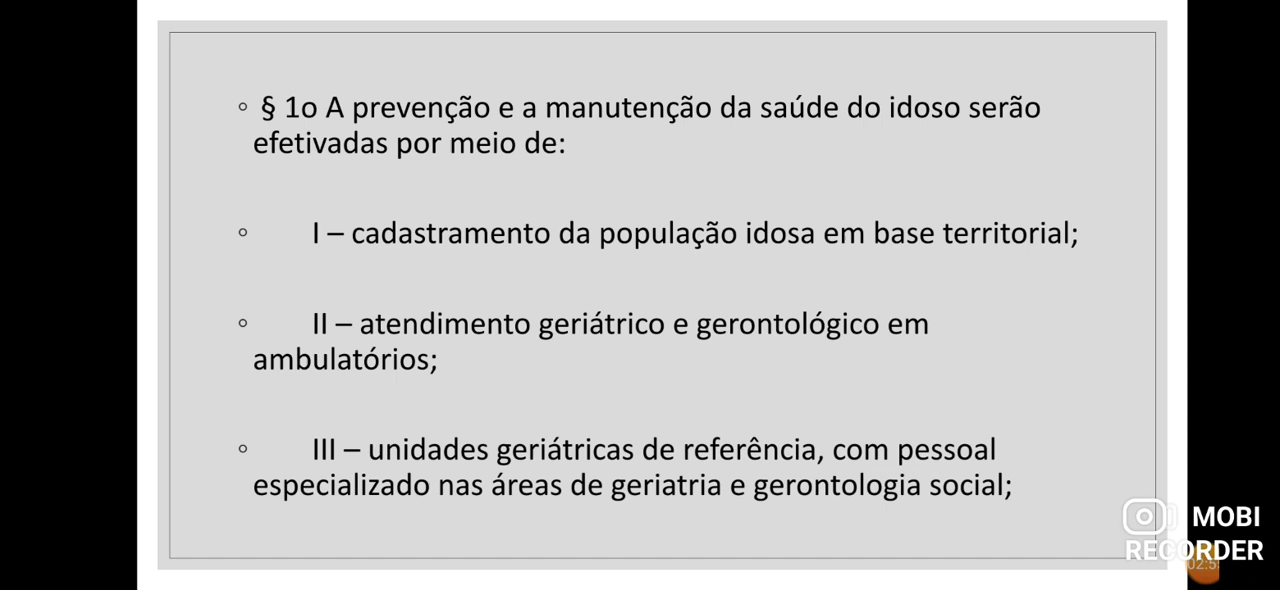 ◦ § 1o A prevenção e a manutenção da saúde do idoso serão
efetivadas por meio de:
◦ I – cadastramento da população idosa em base territorial;
◦ II – atendimento geriátrico e gerontológico em
ambulatórios;
◦ III – unidades geriátricas de referência, com pessoal
especializado nas áreas de geriatria e gerontologia social;
MOBI
RECORDER